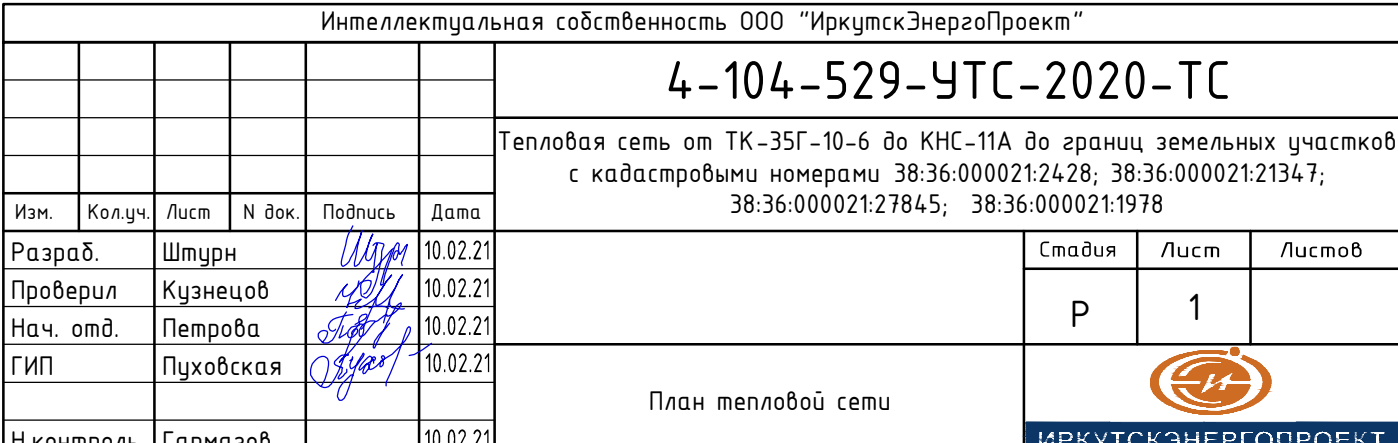 Интеллектуальная собственность ООО "ИркутскЭнергоПроект"
4-104-529-УТС-2020-ТС
Тепловая сеть от ТК-35Г-10-6 до КНС-11А до границ земельных участков
с кадастровыми номерами 38:36:000021:2428; 38:36:000021:21347;
38:36:000021:27845; 38:36:000021:1978
Изм. Кол.уч. Лист N док. Подпись Дата
Разраб. Штурн 10.02.21
Проверил Кузнецов 10.02.21
Нач. отд. Петрова 10.02.21
ГИП Пуховская 10.02.21
Н.контроль Гармазов 10.02.21
Стадия Лист Листов
Р 1
План тепловой сети
ИРКУТСКЭНЕРГОПРОЕКТ